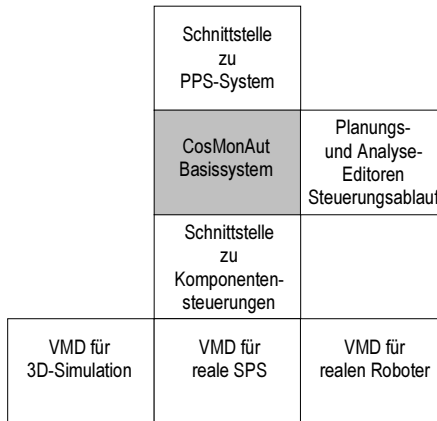 Schnittstelle
zu
PPS-System
CosMonAut
Basissystem
Planungs-
und Analyse-
Editoren
Steuerungsablauf
Schnittstelle
zu
Komponenten-
steuerungen
VMD für
3D-Simulation
VMD für
reale SPS
VMD für
realen Roboter